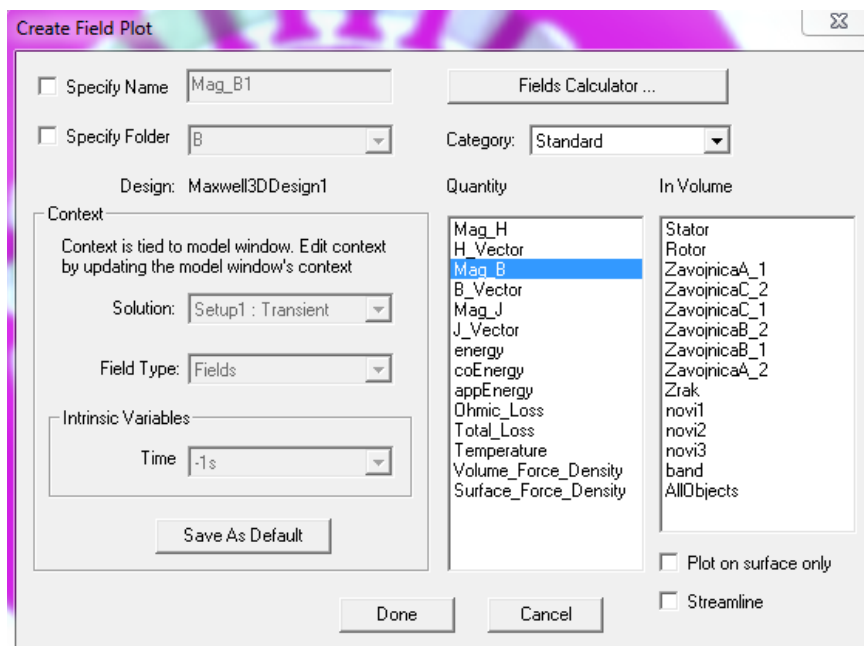 Create Field Plot
Specify Name
Mag_B1
Fields Calculator ...
Specify Folder
B
Category:
Standard
Design: Maxwell3DDesign1
Quantity
In Volume
Context
Context is tied to model window. Edit context
by updating the model window's context
Solution:
Setup1 : Transient
Field Type:
Fields
Intrinsic Variables
Time
-1s
Save As Default
Mag_H
H_Vector
Mag_B
B_Vector
Mag_J
J_Vector
energy
coEnergy
appEnergy
Ohmic_Loss
Total_Loss
Temperature
Volume_Force_Density
Surface_Force_Density
Stator
Rotor
ZavojnicaA_1
ZavojnicaC_2
ZavojnicaC_1
ZavojnicaB_2
ZavojnicaB_1
ZavojnicaA_2
Zrak
novi1
novi2
novi3
band
AllObjects
Plot on surface only
Streamline
Done
Cancel